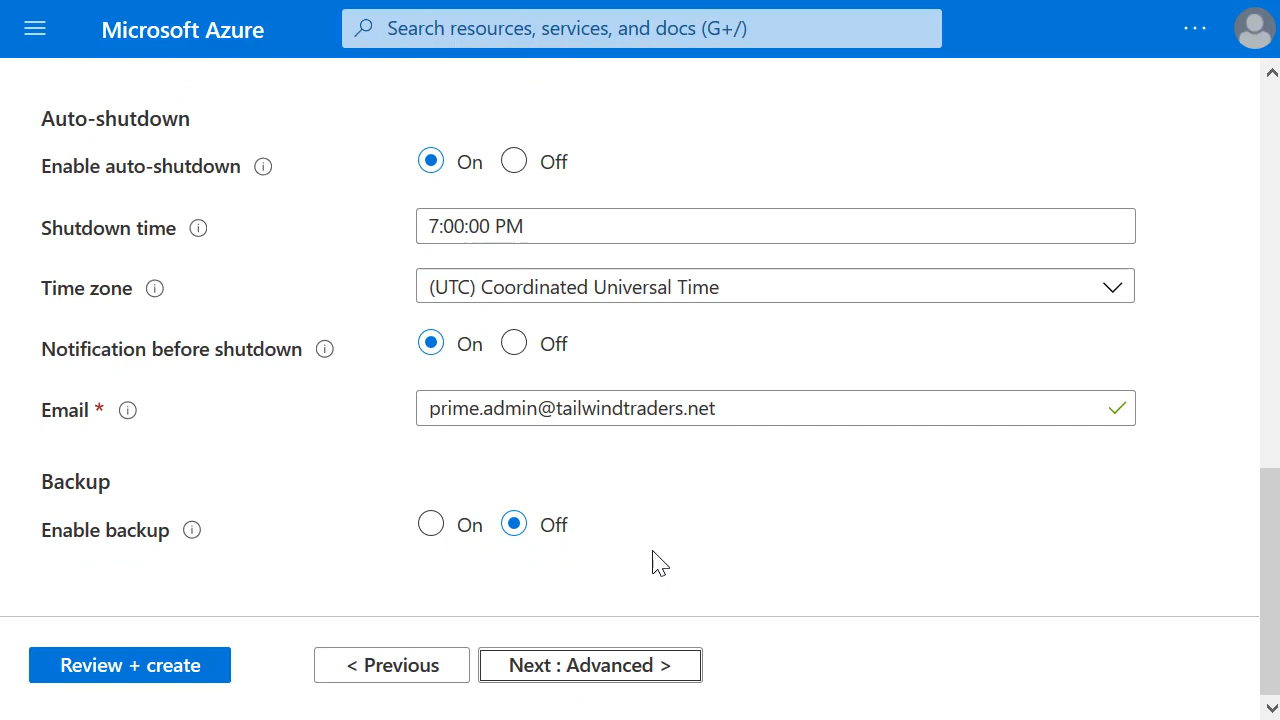 Microsoft Azure
Search resources, services, and docs (G+/)
Auto-shutdown
Enable auto-shutdown On Off
Shutdown time 7:00:00 PM
Time zone (UTC) Coordinated Universal Time
Notification before shutdown On Off
Email * prime.admin@tailwindtraders.net
Backup
Enable backup On Off
Review + create < Previous Next : Advanced >